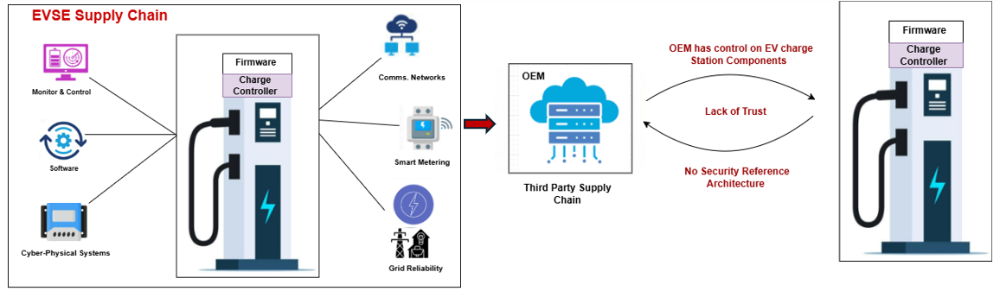 EVSE Supply Chain
Monitor & Control
Software
Cyber-Physical Systems
Firmware
Charge
Controller
Comms. Networks
Smart Metering
Grid Reliability
OEM
Third Party Supply
Chain
OEM has control on EV charge
Station Components
Lack of Trust
No Security Reference
Architecture
Firmware
Charge
Controller